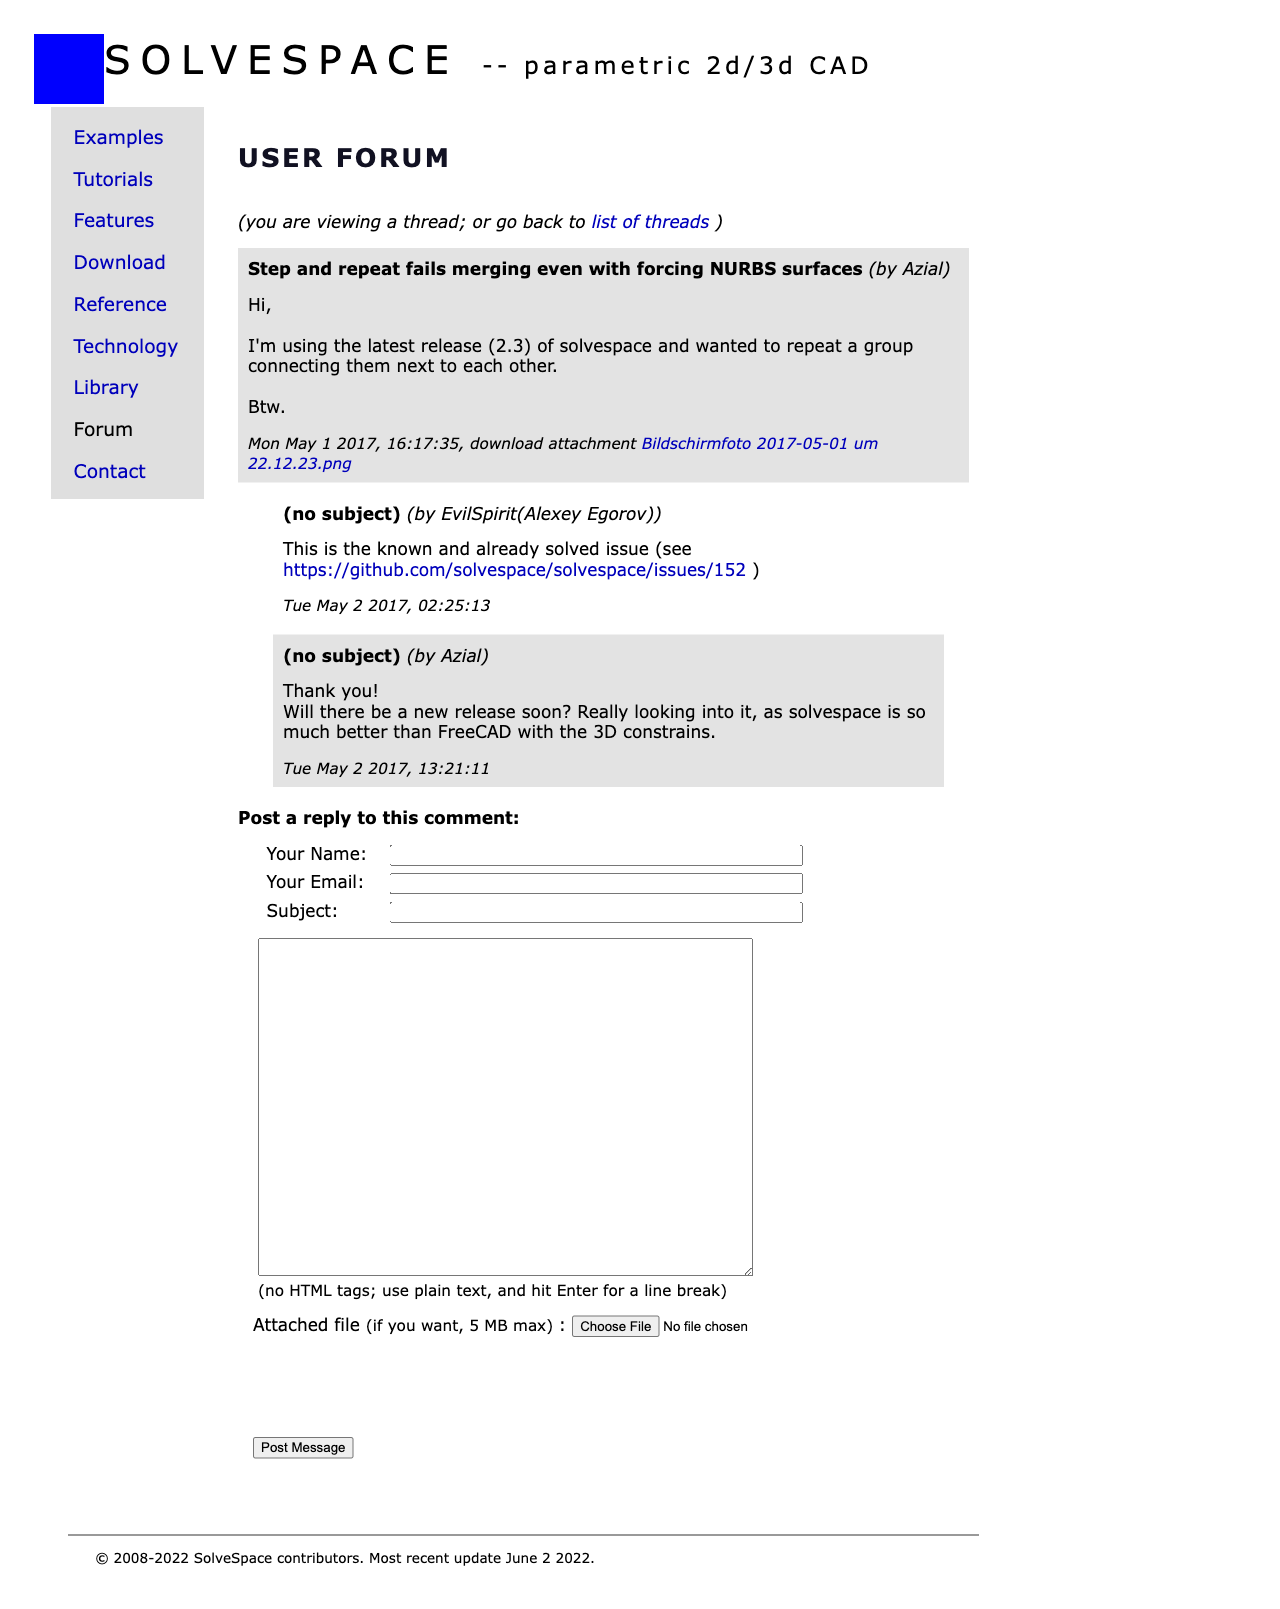 SOLVESPACE -- parametric 2d/3d CAD
Examples
Tutorials
Features
Download
Reference
Technology
Library
Forum
Contact
USER FORUM
(you are viewing a thread; or go back to list of threads )
Step and repeat fails merging even with forcing NURBS surfaces (by Azial)
Hi,
I'm using the latest release (2.3) of solvespace and wanted to repeat a group
connecting them next to each other.
Btw.
Mon May 1 2017, 16:17:35, download attachment Bildschirmfoto 2017-05-01 um
22.12.23.png
(no subject) (by EvilSpirit(Alexey Egorov))
This is the known and already solved issue (see
https://github.com/solvespace/solvespace/issues/152 )
Tue May 2 2017, 02:25:13
(no subject) (by Azial)
Thank you!
Will there be a new release soon? Really looking into it, as solvespace is so
much better than FreeCAD with the 3D constrains.
Tue May 2 2017, 13:21:11
Post a reply to this comment:
Your Name:
Your Email:
Subject:
(no HTML tags; use plain text, and hit Enter for a line break)
Attached file (if you want, 5 MB max) : Choose File No file chosen
Post Message
© 2008-2022 SolveSpace contributors. Most recent update June 2 2022.